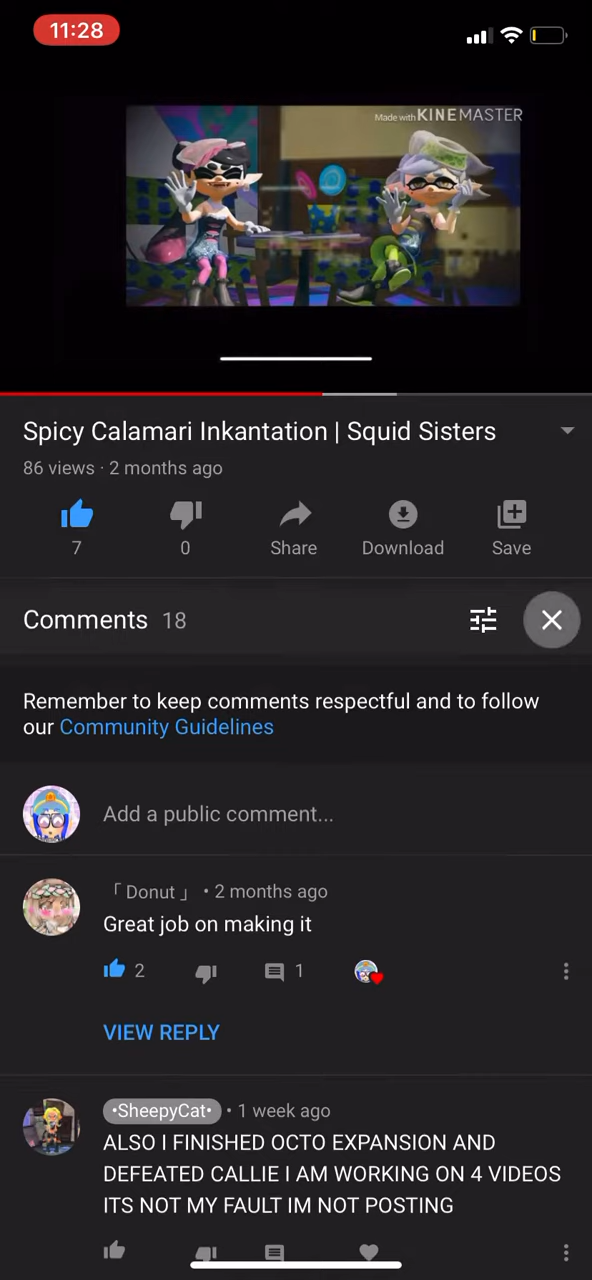 11:28
Made with KINEMASTER
Spicy Calamari Inkantation | Squid Sisters
86 views · 2 months ago
7
0
Share
Download
Save
Comments 18
Remember to keep comments respectful and to follow
our Community Guidelines
Add a public comment...
「 Donut 」 • 2 months ago
Great job on making it
2
1
VIEW REPLY
•SheepyCat• • 1 week ago
ALSO I FINISHED OCTO EXPANSION AND
DEFEATED CALLIE I AM WORKING ON 4 VIDEOS
ITS NOT MY FAULT IM NOT POSTING